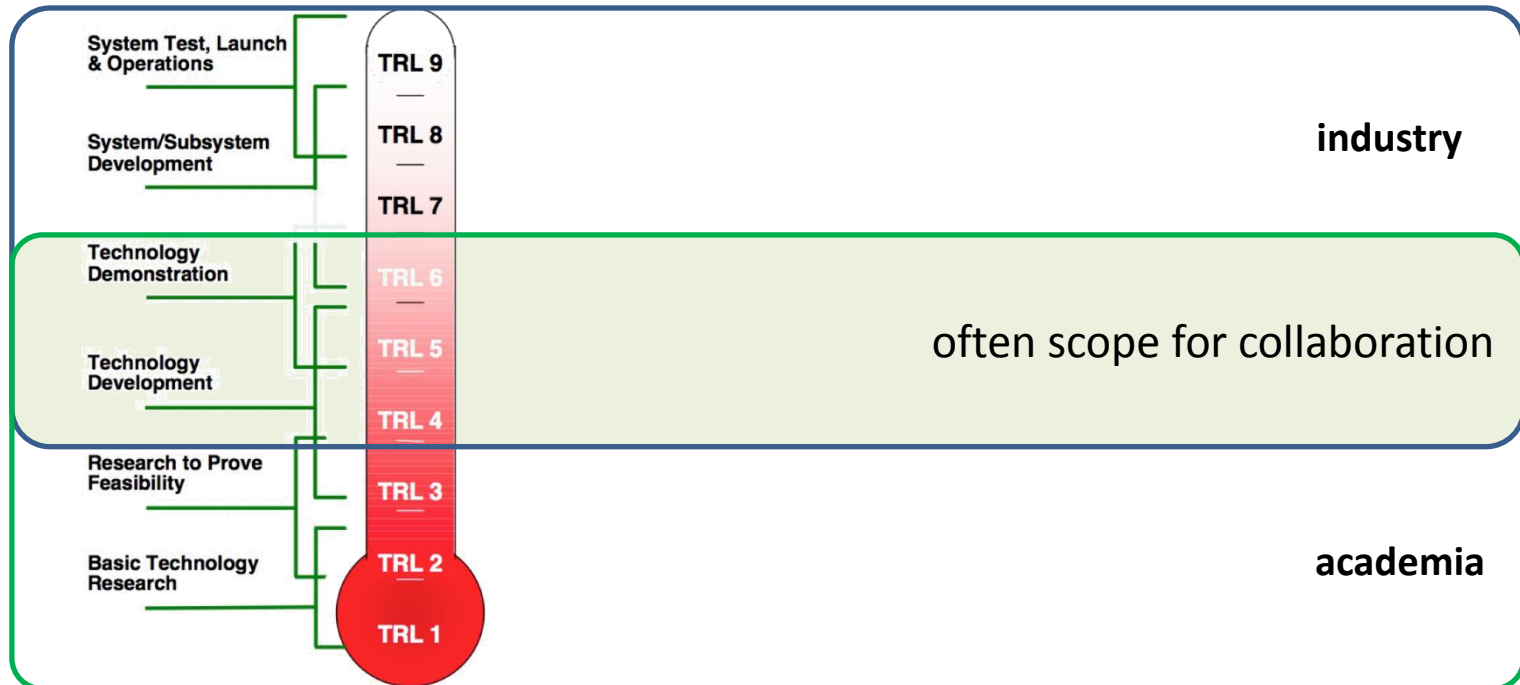 System Test, Launch
& Operations
TRL 9
System/Subsystem
Development
TRL 8
industry
TRL 7
Technology
Demonstration
TRL 6
often scope for collaboration
TRL 5
Technology
Development
TRL 4
Research to Prove
Feasibility
TRL 3
Basic Technology
Research
TRL 2
academia
TRL 1